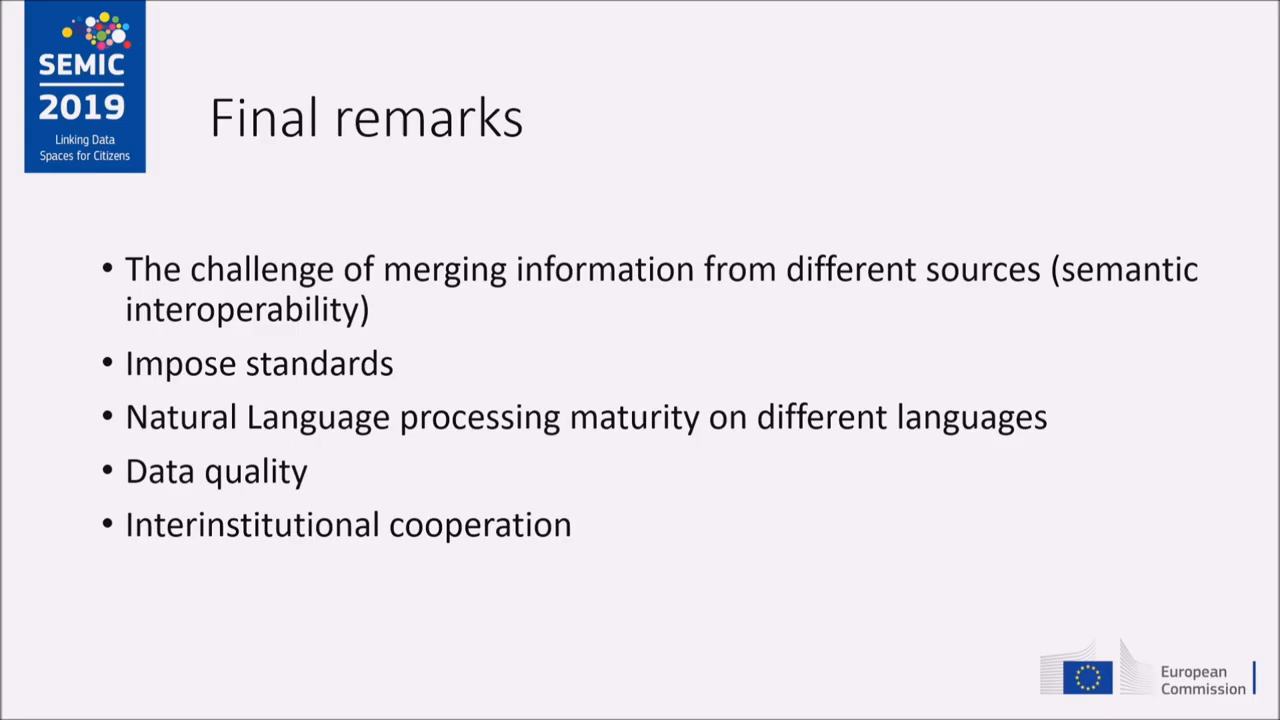 SEMIC
2019
Linking Data
Spaces for Citizens
Final remarks
• The challenge of merging information from different sources (semantic
interoperability)
• Impose standards
• Natural Language processing maturity on different languages
• Data quality
• Interinstitutional cooperation
European
Commission